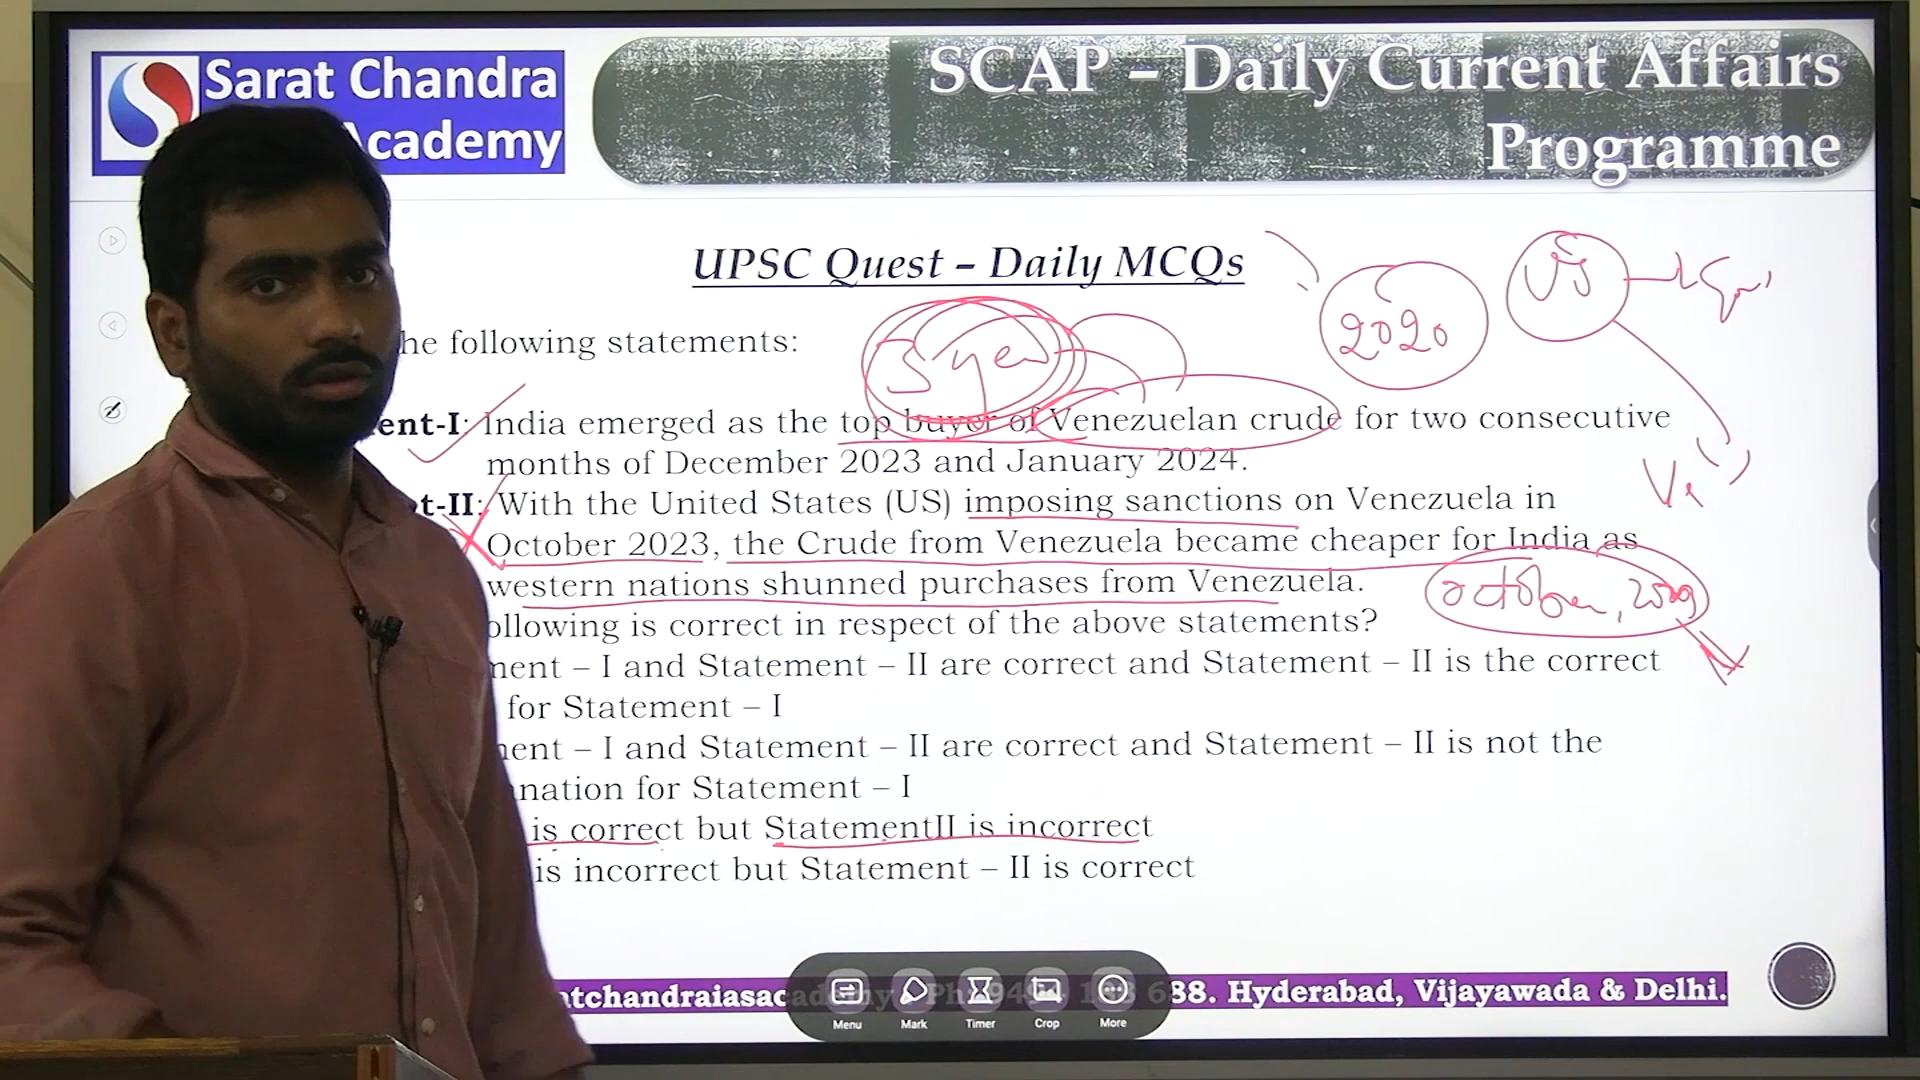 Sarat Chandra
Academy
SCAP – Daily Current Affairs
Programme
UPSC Quest – Daily MCQs
US
2020
he following statements:
3 year
ent-I: India emerged as the top buyer of Venezuelan crude for two consecutive
months of December 2023 and January 2024.
t-II: With the United States (US) imposing sanctions on Venezuela in
October 2023, the Crude from Venezuela became cheaper for India as
western nations shunned purchases from Venezuela.
october, 2023
ollowing is correct in respect of the above statements?
ment – I and Statement – II are correct and Statement – II is the correct
for Statement – I
ment – I and Statement – II are correct and Statement – II is not the
nation for Statement – I
is correct but StatementII is incorrect
is incorrect but Statement – II is correct
atchandraiasac
38. Hyderabad, Vijayawada & Delhi.
Menu Mark Timer Crop More